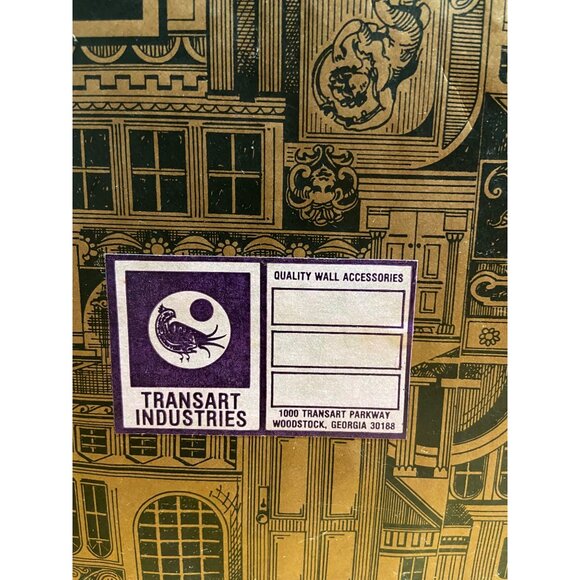 TRANSART
INDUSTRIES
QUALITY WALL ACCESSORIES
1000 TRANSART PARKWAY
WOODSTOCK, GEORGIA 30188